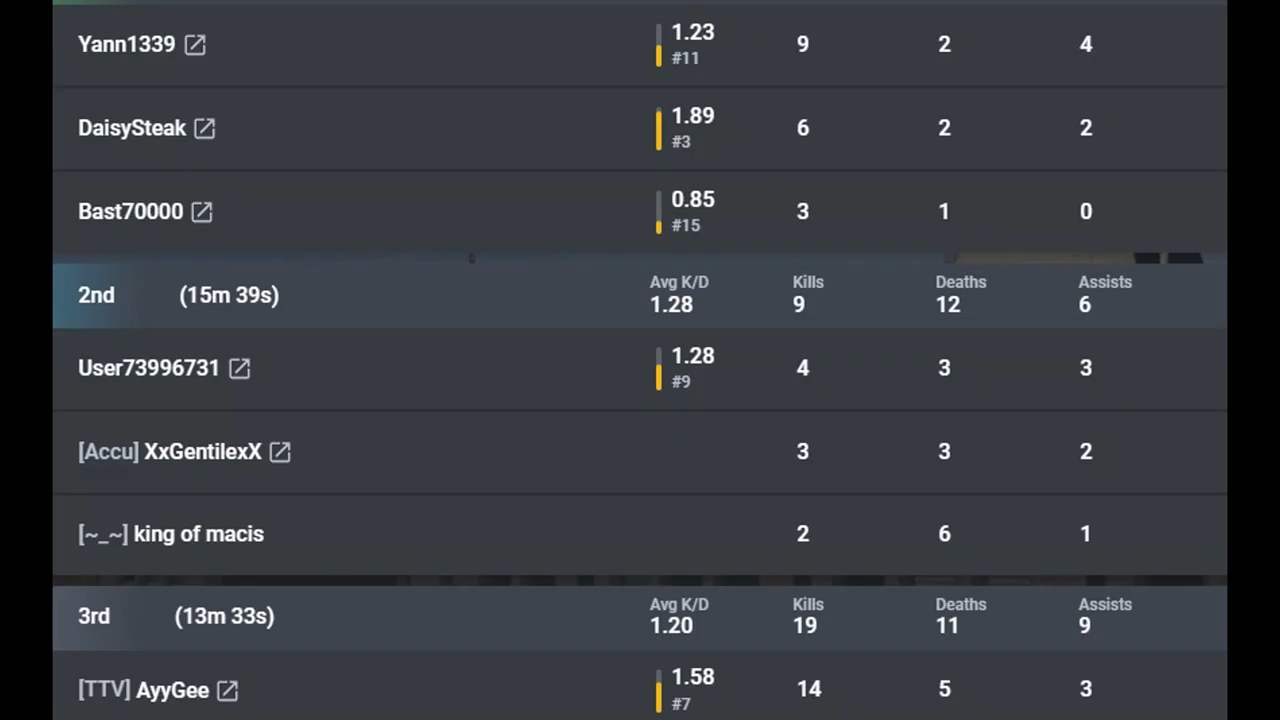 Yann1339 1.23 9 2 4
#11
DaisySteak 1.89 6 2 2
#3
Bast70000 0.85 3 1 0
#15
2nd (15m 39s) Avg K/D Kills Deaths Assists
1.28 9 12 6
User73996731 1.28 4 3 3
#9
[Accu] XxGentilexX 3 3 2
[~_~] king of macis 2 6 1
3rd (13m 33s) Avg K/D Kills Deaths Assists
1.20 19 11 9
[TTV] AyyGee 1.58 14 5 3
#7